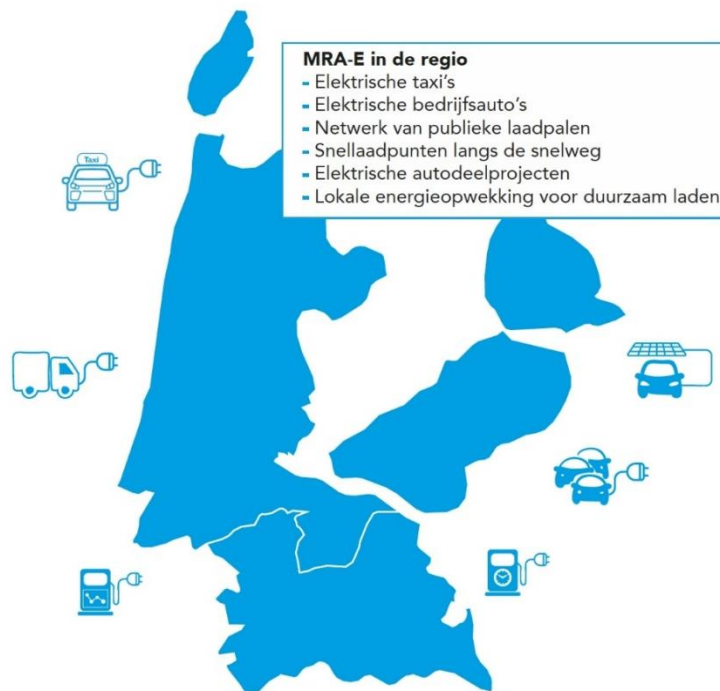 MRA-E in de regio
- Elektrische taxi's
- Elektrische bedrijfsauto's
- Netwerk van publieke laadpalen
- Snellaadpunten langs de snelweg
- Elektrische autodeelprojecten
- Lokale energieopwekking voor duurzaam laden
Taxi